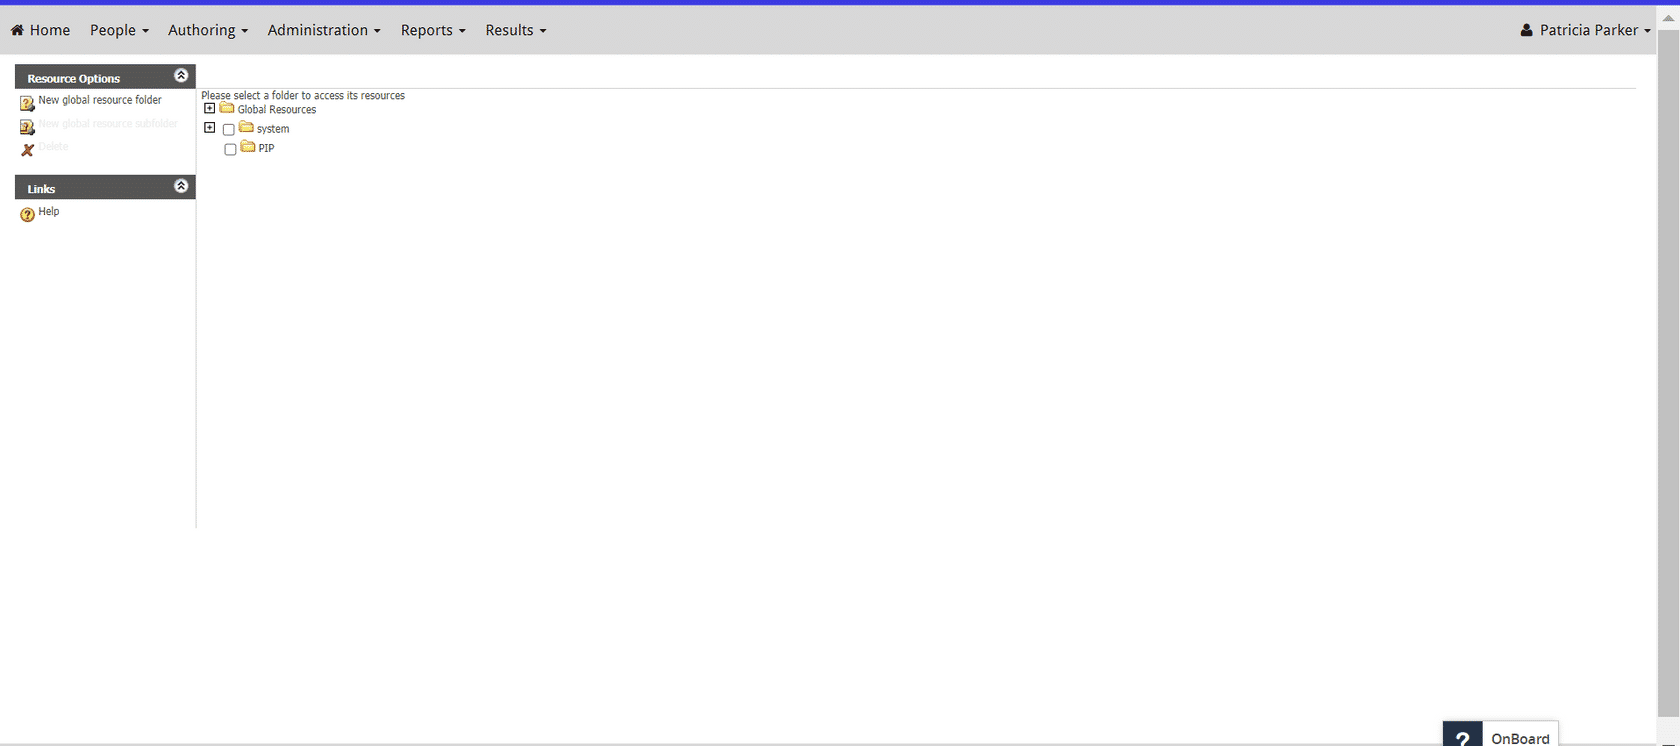 Home People Authoring Administration Reports Results Patricia Parker
Resource Options
New global resource folder
New global resource subfolder
Delete
Links
Help
Please select a folder to access its resources
Global Resources
system
PIP
? OnBoard